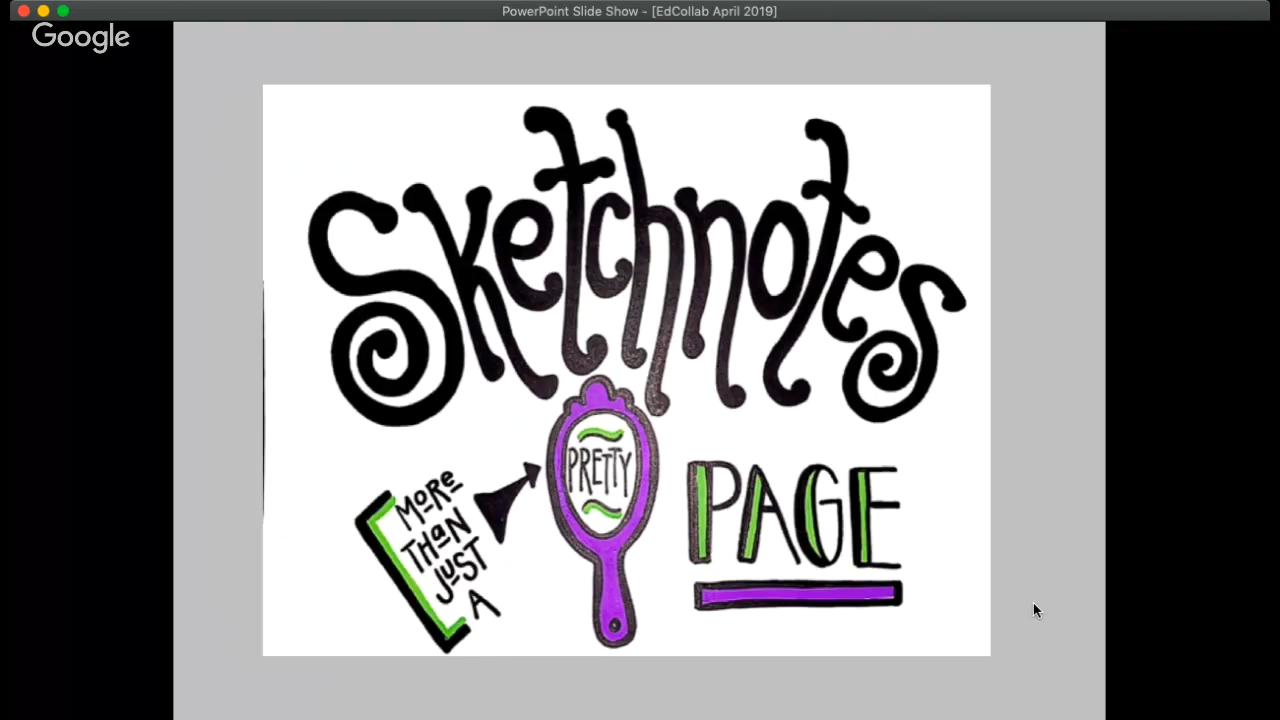 PowerPoint Slide Show - [EdCollab April 2019]
Google
Sketchnotes
MoRe
THaN
JuST
A
PRETTY
PAGE